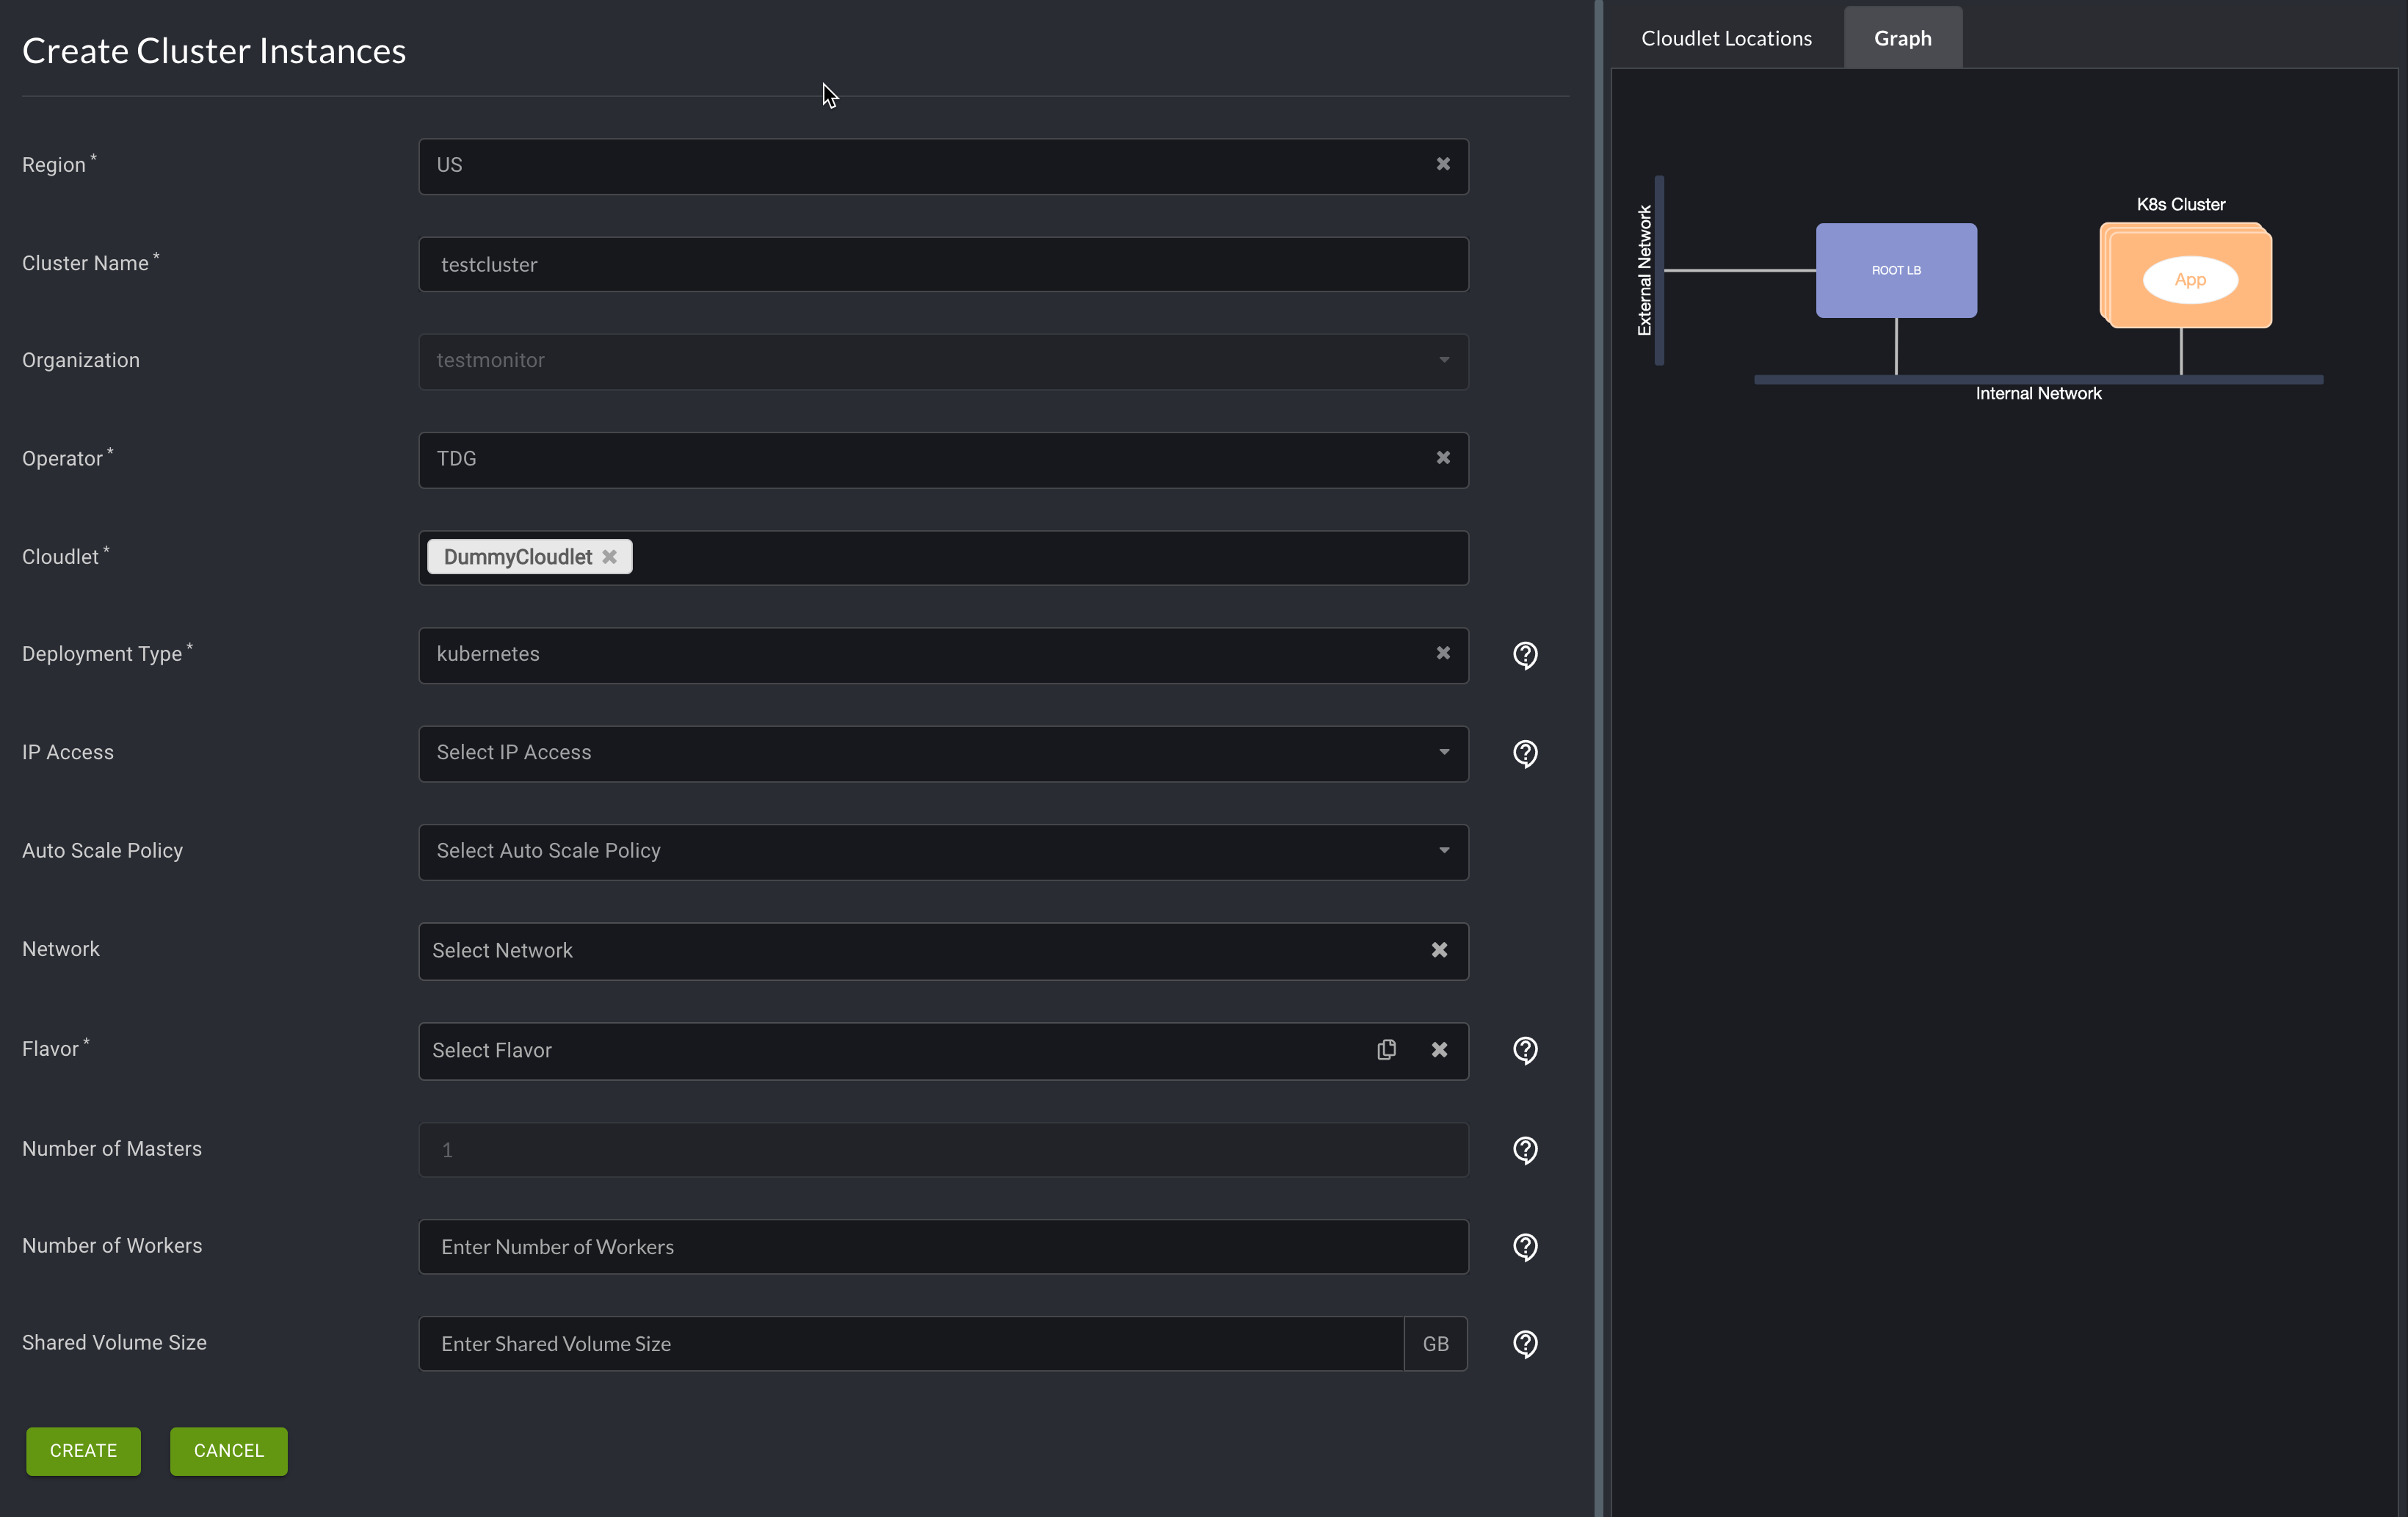 Create Cluster Instances
Region *
US
Cluster Name *
testcluster
Organization
testmonitor
Operator *
TDG
Cloudlet *
DummyCloudlet
Deployment Type *
kubernetes
IP Access
Select IP Access
Auto Scale Policy
Select Auto Scale Policy
Network
Select Network
Flavor *
Select Flavor
Number of Masters
1
Number of Workers
Enter Number of Workers
Shared Volume Size
Enter Shared Volume Size
GB
CREATE
CANCEL
Cloudlet Locations
Graph
External Network
ROOT LB
K8s Cluster
App
Internal Network